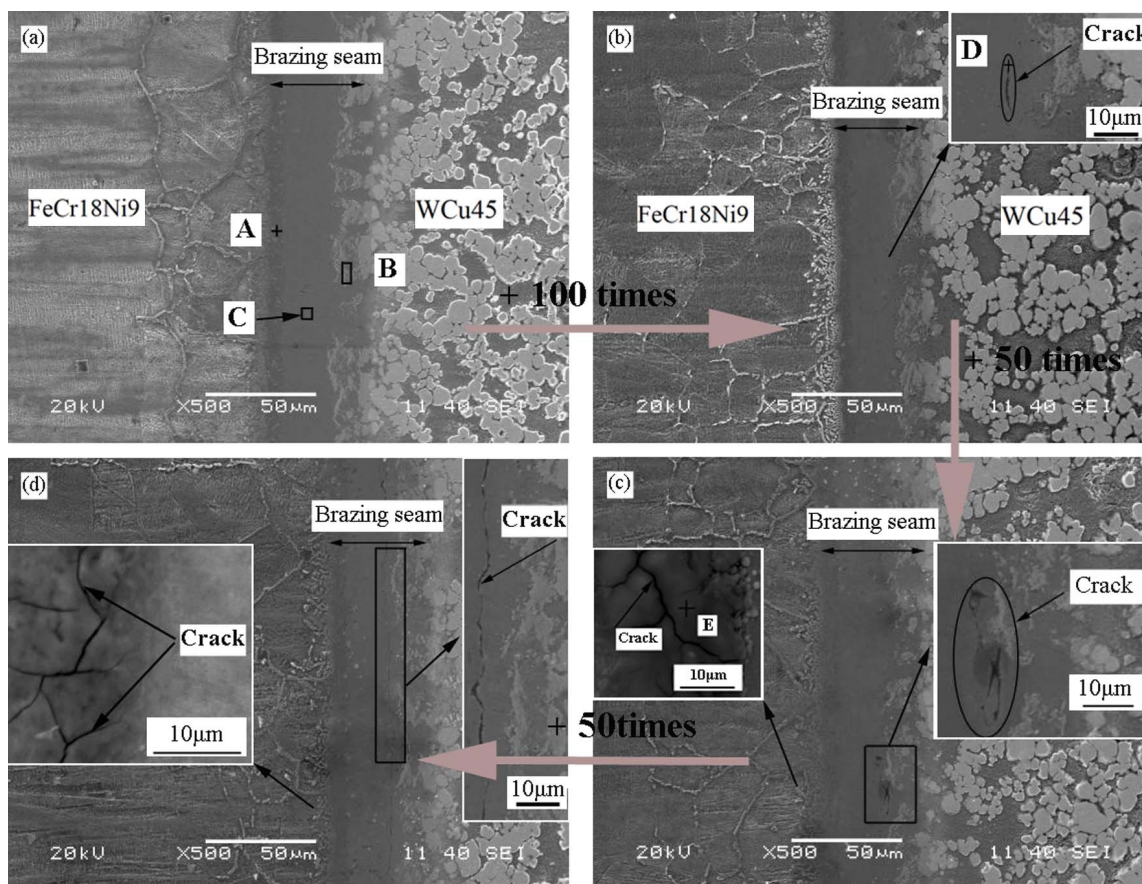 (a)
Brazing seam
FeCr18Ni9
WCu45
A
B
C
20kV X500 50μm 11 40 SEI
+ 100 times
(b)
D
Crack
10μm
Brazing seam
FeCr18Ni9
WCu45
20kV X500 50μm 11 40 SEI
+ 50 times
(d)
Brazing seam
Crack
Crack
10μm
10μm
20kV X500 50μm 11 40 SEI
+ 50times
(c)
Brazing seam
Crack
E
10μm
Crack
10μm
20kV X500 50μm 11 40 SEI